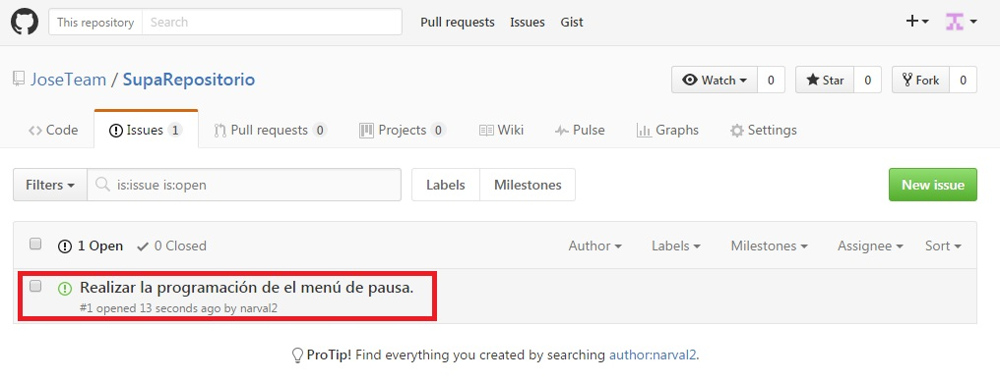 This repository Search Pull requests Issues Gist
JoseTeam / SupaRepositorio Watch 0 Star 0 Fork 0
Code Issues 1 Pull requests 0 Projects 0 Wiki Pulse Graphs Settings
Filters is:issue is:open Labels Milestones New issue
1 Open 0 Closed Author Labels Milestones Assignee Sort
Realizar la programación de el menú de pausa.
#1 opened 13 seconds ago by narval2
ProTip! Find everything you created by searching author:narval2.